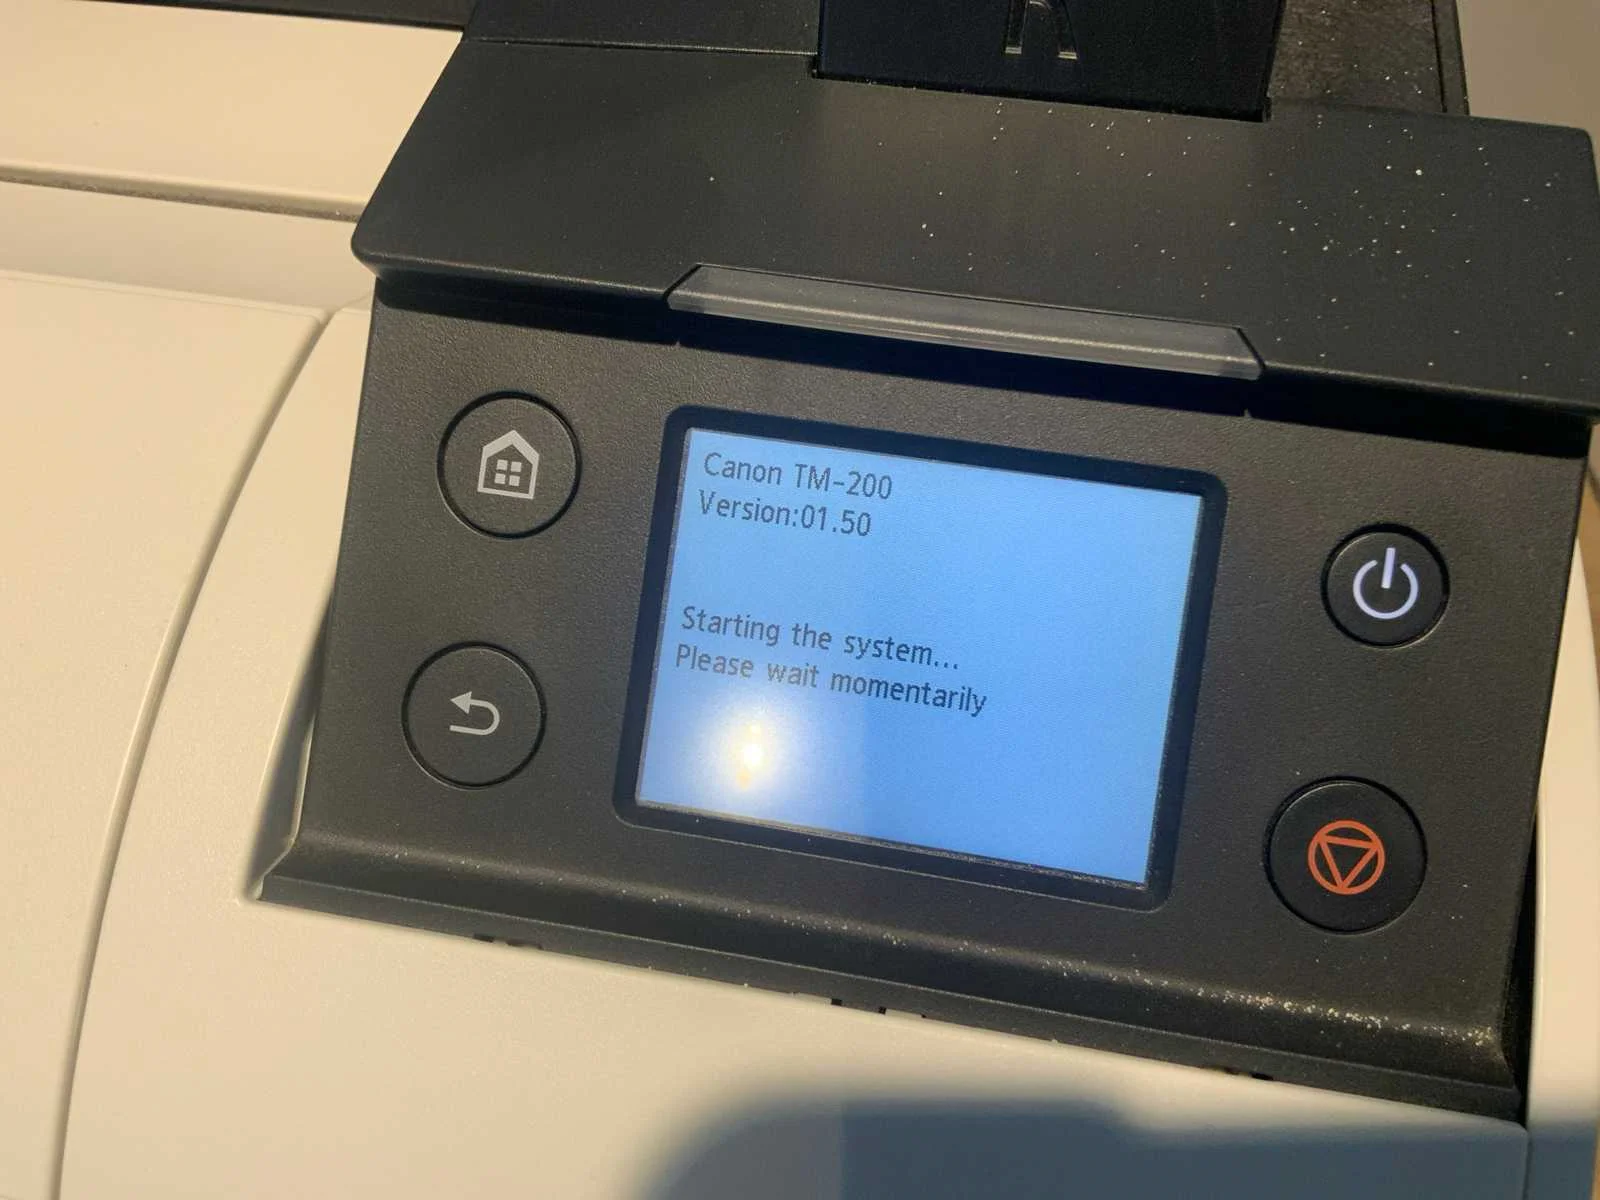 Canon TM-200
Version:01.50
Starting the system...
Please wait momentarily